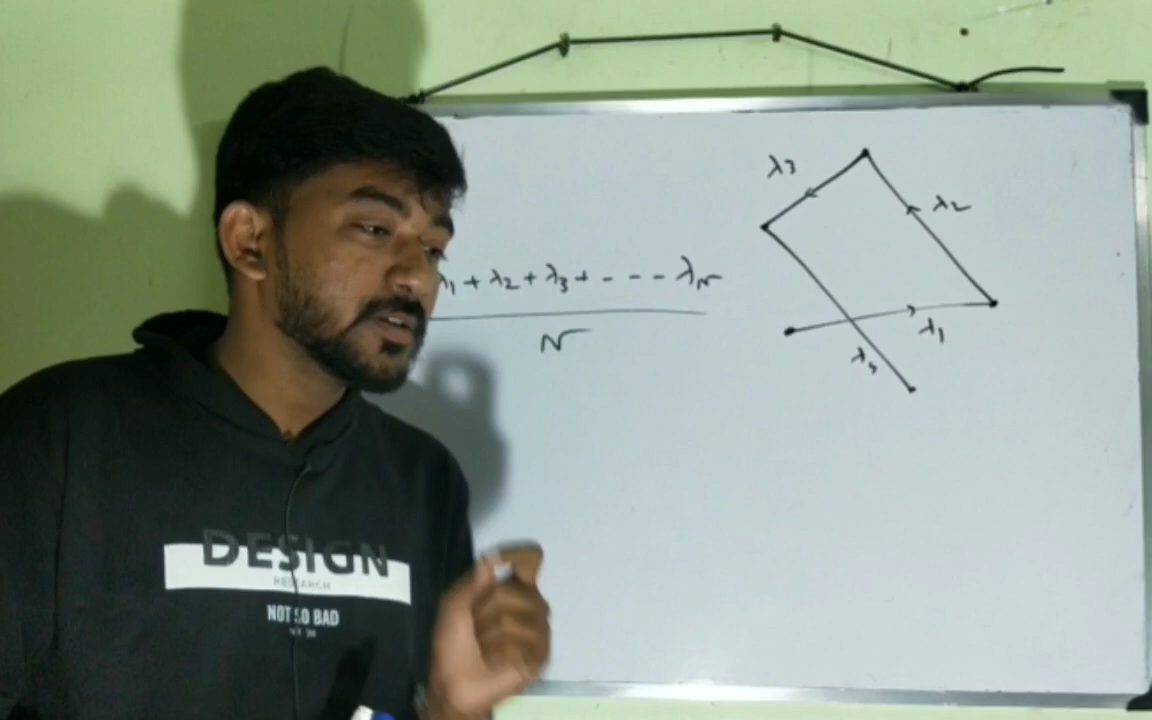 λ3
λ2
λ1 + λ2 + λ3 + - - - - λN
N
λ1
λ4
DESIGN
RESEARCH
NOT SO BAD